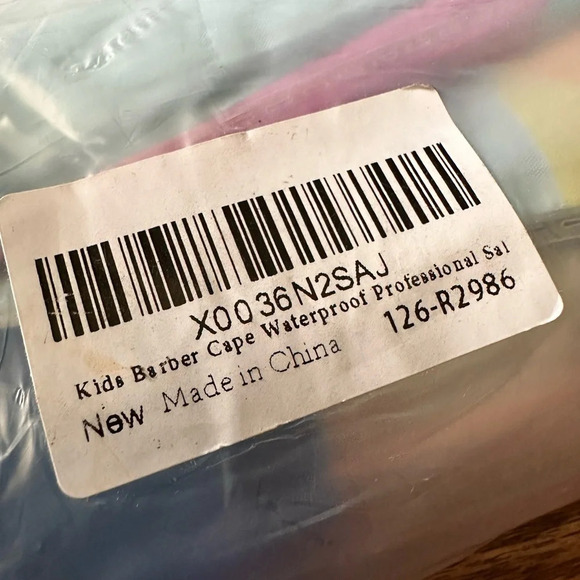 X0036N2SAJ
Kids Barber Cape Waterproof Professional Sal
New Made in China 126-R2986